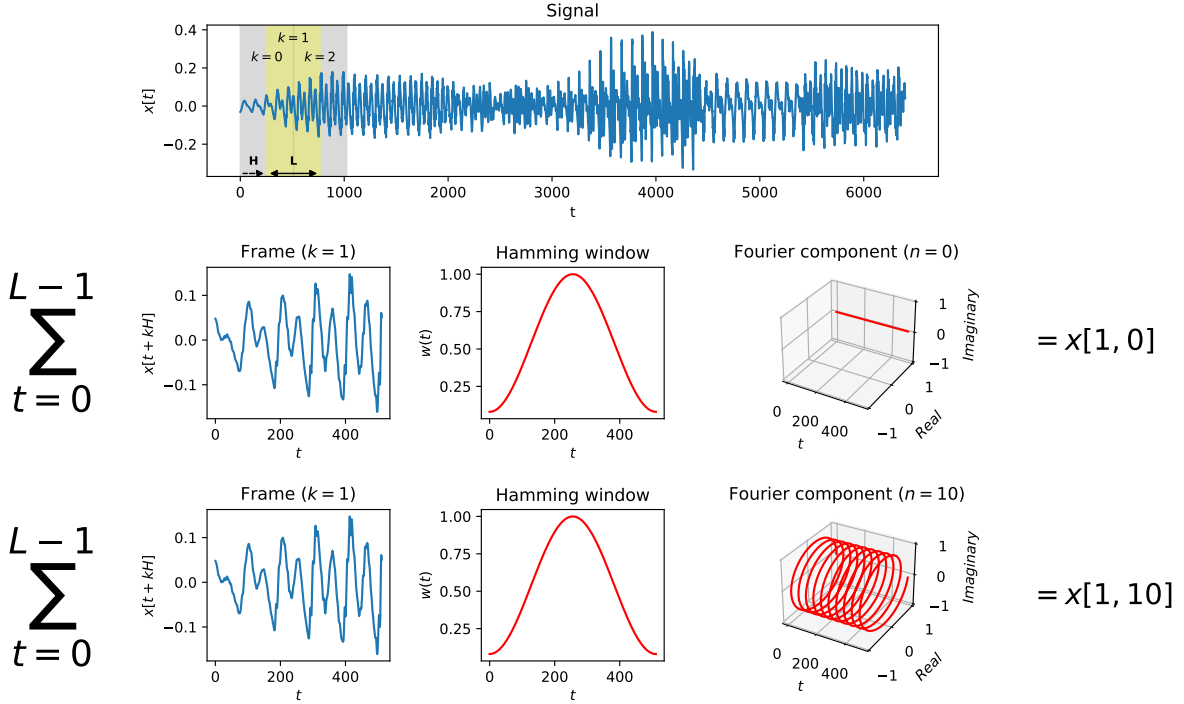 Signal
x[t]
0.4
0.2
0.0
−0.2
k = 1
k = 0
k = 2
H
L
0 1000 2000 3000 4000 5000 6000
t
L − 1
∑
t = 0
Frame (k = 1)
x[t + kH]
0.1
0.0
−0.1
0 200 400
t
Hamming window
w(t)
1.00
0.75
0.50
0.25
0 200 400
t
Fourier component (n = 0)
1
0
−1
Imaginary
1
0
−1
Real
0 200 400
t
= x[1, 0]
L − 1
∑
t = 0
Frame (k = 1)
x[t + kH]
0.1
0.0
−0.1
0 200 400
t
Hamming window
w(t)
1.00
0.75
0.50
0.25
0 200 400
t
Fourier component (n = 10)
1
0
−1
Imaginary
1
0
−1
Real
0 200 400
t
= x[1, 10]